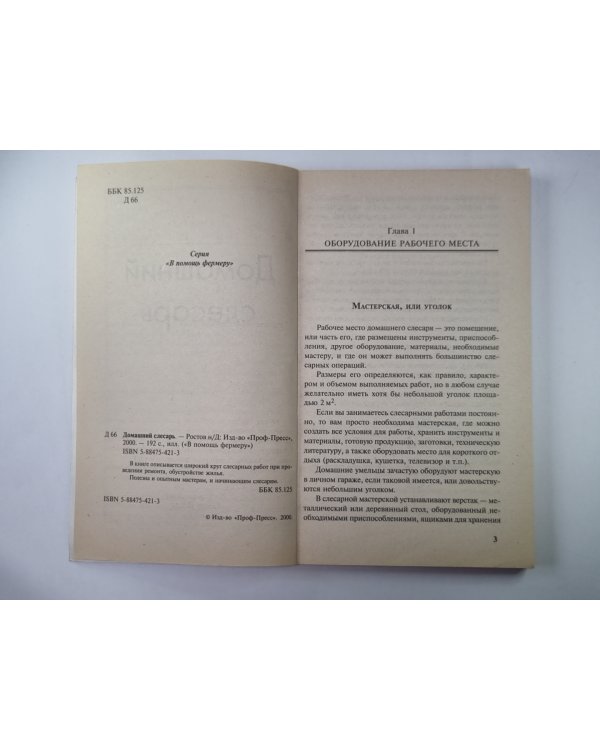 ББК 85.125
Д 66
Серия
«В помощь фермеру»
Д 66 Домашний слесарь. — Ростов н/Д: Изд-во «Проф-Пресс»,
2000. — 192 с., илл. («В помощь фермеру»)
ISBN 5-88475-421-3
В книге описывается широкий круг слесарных работ при про-
ведении ремонта, обустройстве жилья.
Полезна и опытным мастерам, и начинающим слесарям.
ББК 85.125
ISBN 5-88475-421-3
© Изд-во «Проф-Пресс», 2000
Глава 1
ОБОРУДОВАНИЕ РАБОЧЕГО МЕСТА
Мастерская, или уголок
Рабочее место домашнего слесаря — это помещение,
или часть его, где размещены инструменты, приспособ-
ления, другое оборудование, материалы, необходимые
мастеру, и где он может выполнять большинство сле-
сарных операций.
Размеры его определяются, как правило, характе-
ром и объемом выполняемых работ, но в любом случае
желательно иметь хотя бы небольшой уголок площа-
дью 2 м².
Если вы занимаетесь слесарными работами постоян-
но, то вам просто необходима мастерская, где можно
создать все условия для работы, хранить инструменты и
материалы, готовую продукцию, заготовки, техническую
литературу, а также оборудовать место для короткого от-
дыха (раскладушка, кушетка, телевизор и т.п.).
Домашние умельцы зачастую оборудуют мастерскую
в личном гараже, если таковой имеется, или довольству-
ются небольшим уголком.
В слесарной мастерской устанавливают верстак — ме-
таллический или деревянный стол, оборудованный не-
обходимыми приспособлениями, ящиками для хранения
3